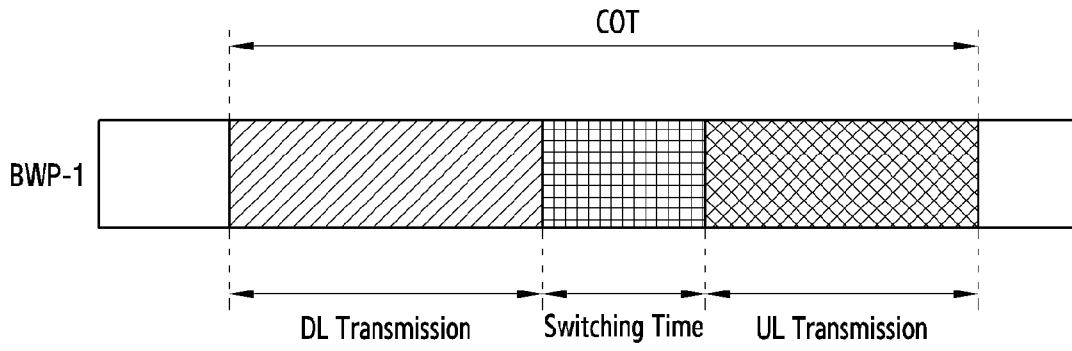 COT
BWP-1
DL Transmission
Switching Time
UL Transmission